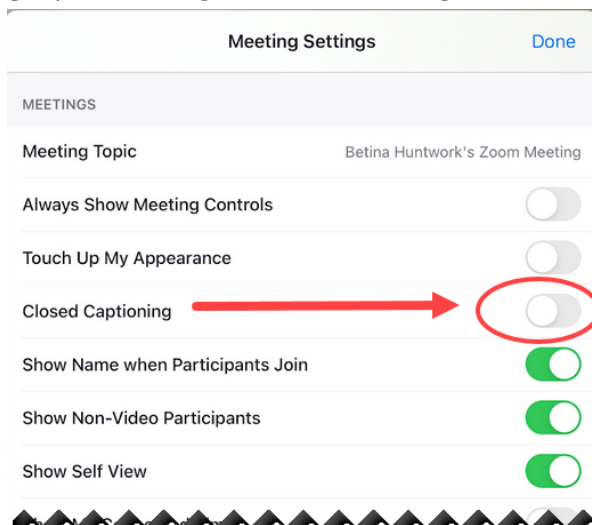 Meeting Settings
Done
MEETINGS
Meeting Topic
Betina Huntwork's Zoom Meeting
Always Show Meeting Controls
Touch Up My Appearance
Closed Captioning
Show Name when Participants Join
Show Non-Video Participants
Show Self View